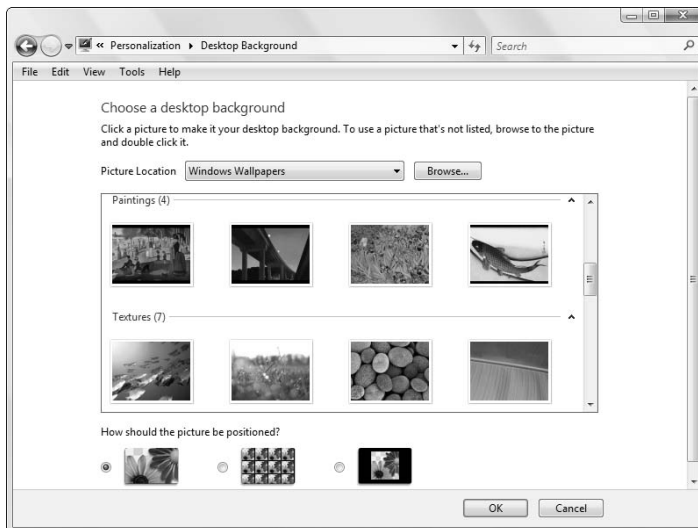 « Personalization ▸ Desktop Background
Search
File Edit View Tools Help
Choose a desktop background
Click a picture to make it your desktop background. To use a picture that's not listed, browse to the picture
and double click it.
Picture Location Windows Wallpapers Browse...
Paintings (4)
Textures (7)
How should the picture be positioned?
OK Cancel